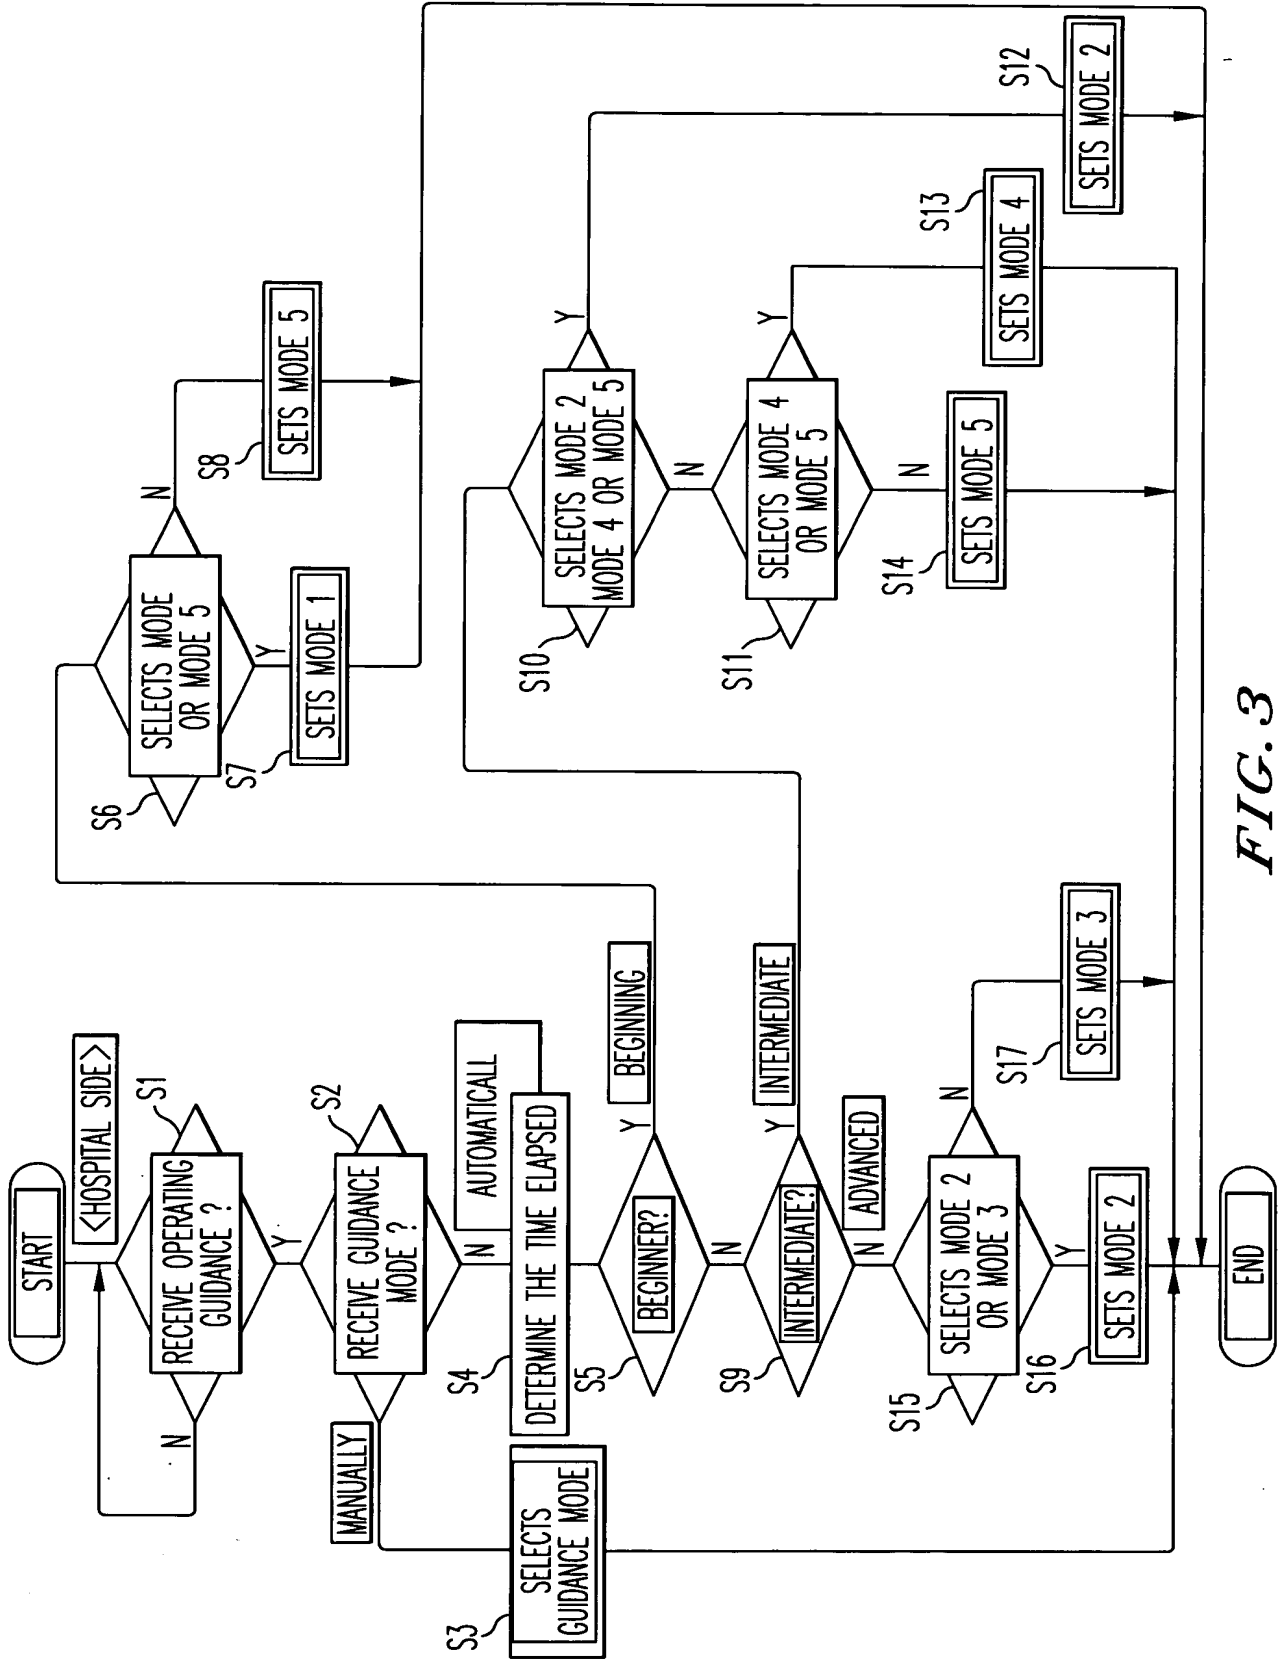 START
<HOSPITAL SIDE>
S1
RECEIVE OPERATING
GUIDANCE ?
N
Y
S2
RECEIVE GUIDANCE
MODE ?
MANUALLY
N
AUTOMATICALL
S3
SELECTS
GUIDANCE MODE
S4
DETERMINE THE TIME ELAPSED
S5
BEGINNER?
Y
BEGINNING
N
S6
SELECTS MODE
OR MODE 5
N
Y
S7
SETS MODE 1
S8
SETS MODE 5
S9
INTERMEDIATE?
Y
INTERMEDIATE
N
ADVANCED
S10
SELECTS MODE 2
MODE 4 OR MODE 5
Y
N
S11
SELECTS MODE 4
OR MODE 5
Y
N
S12
SETS MODE 2
S13
SETS MODE 4
S14
SETS MODE 5
S15
SELECTS MODE 2
OR MODE 3
N
Y
S16
SETS MODE 2
S17
SETS MODE 3
END
FIG. 3